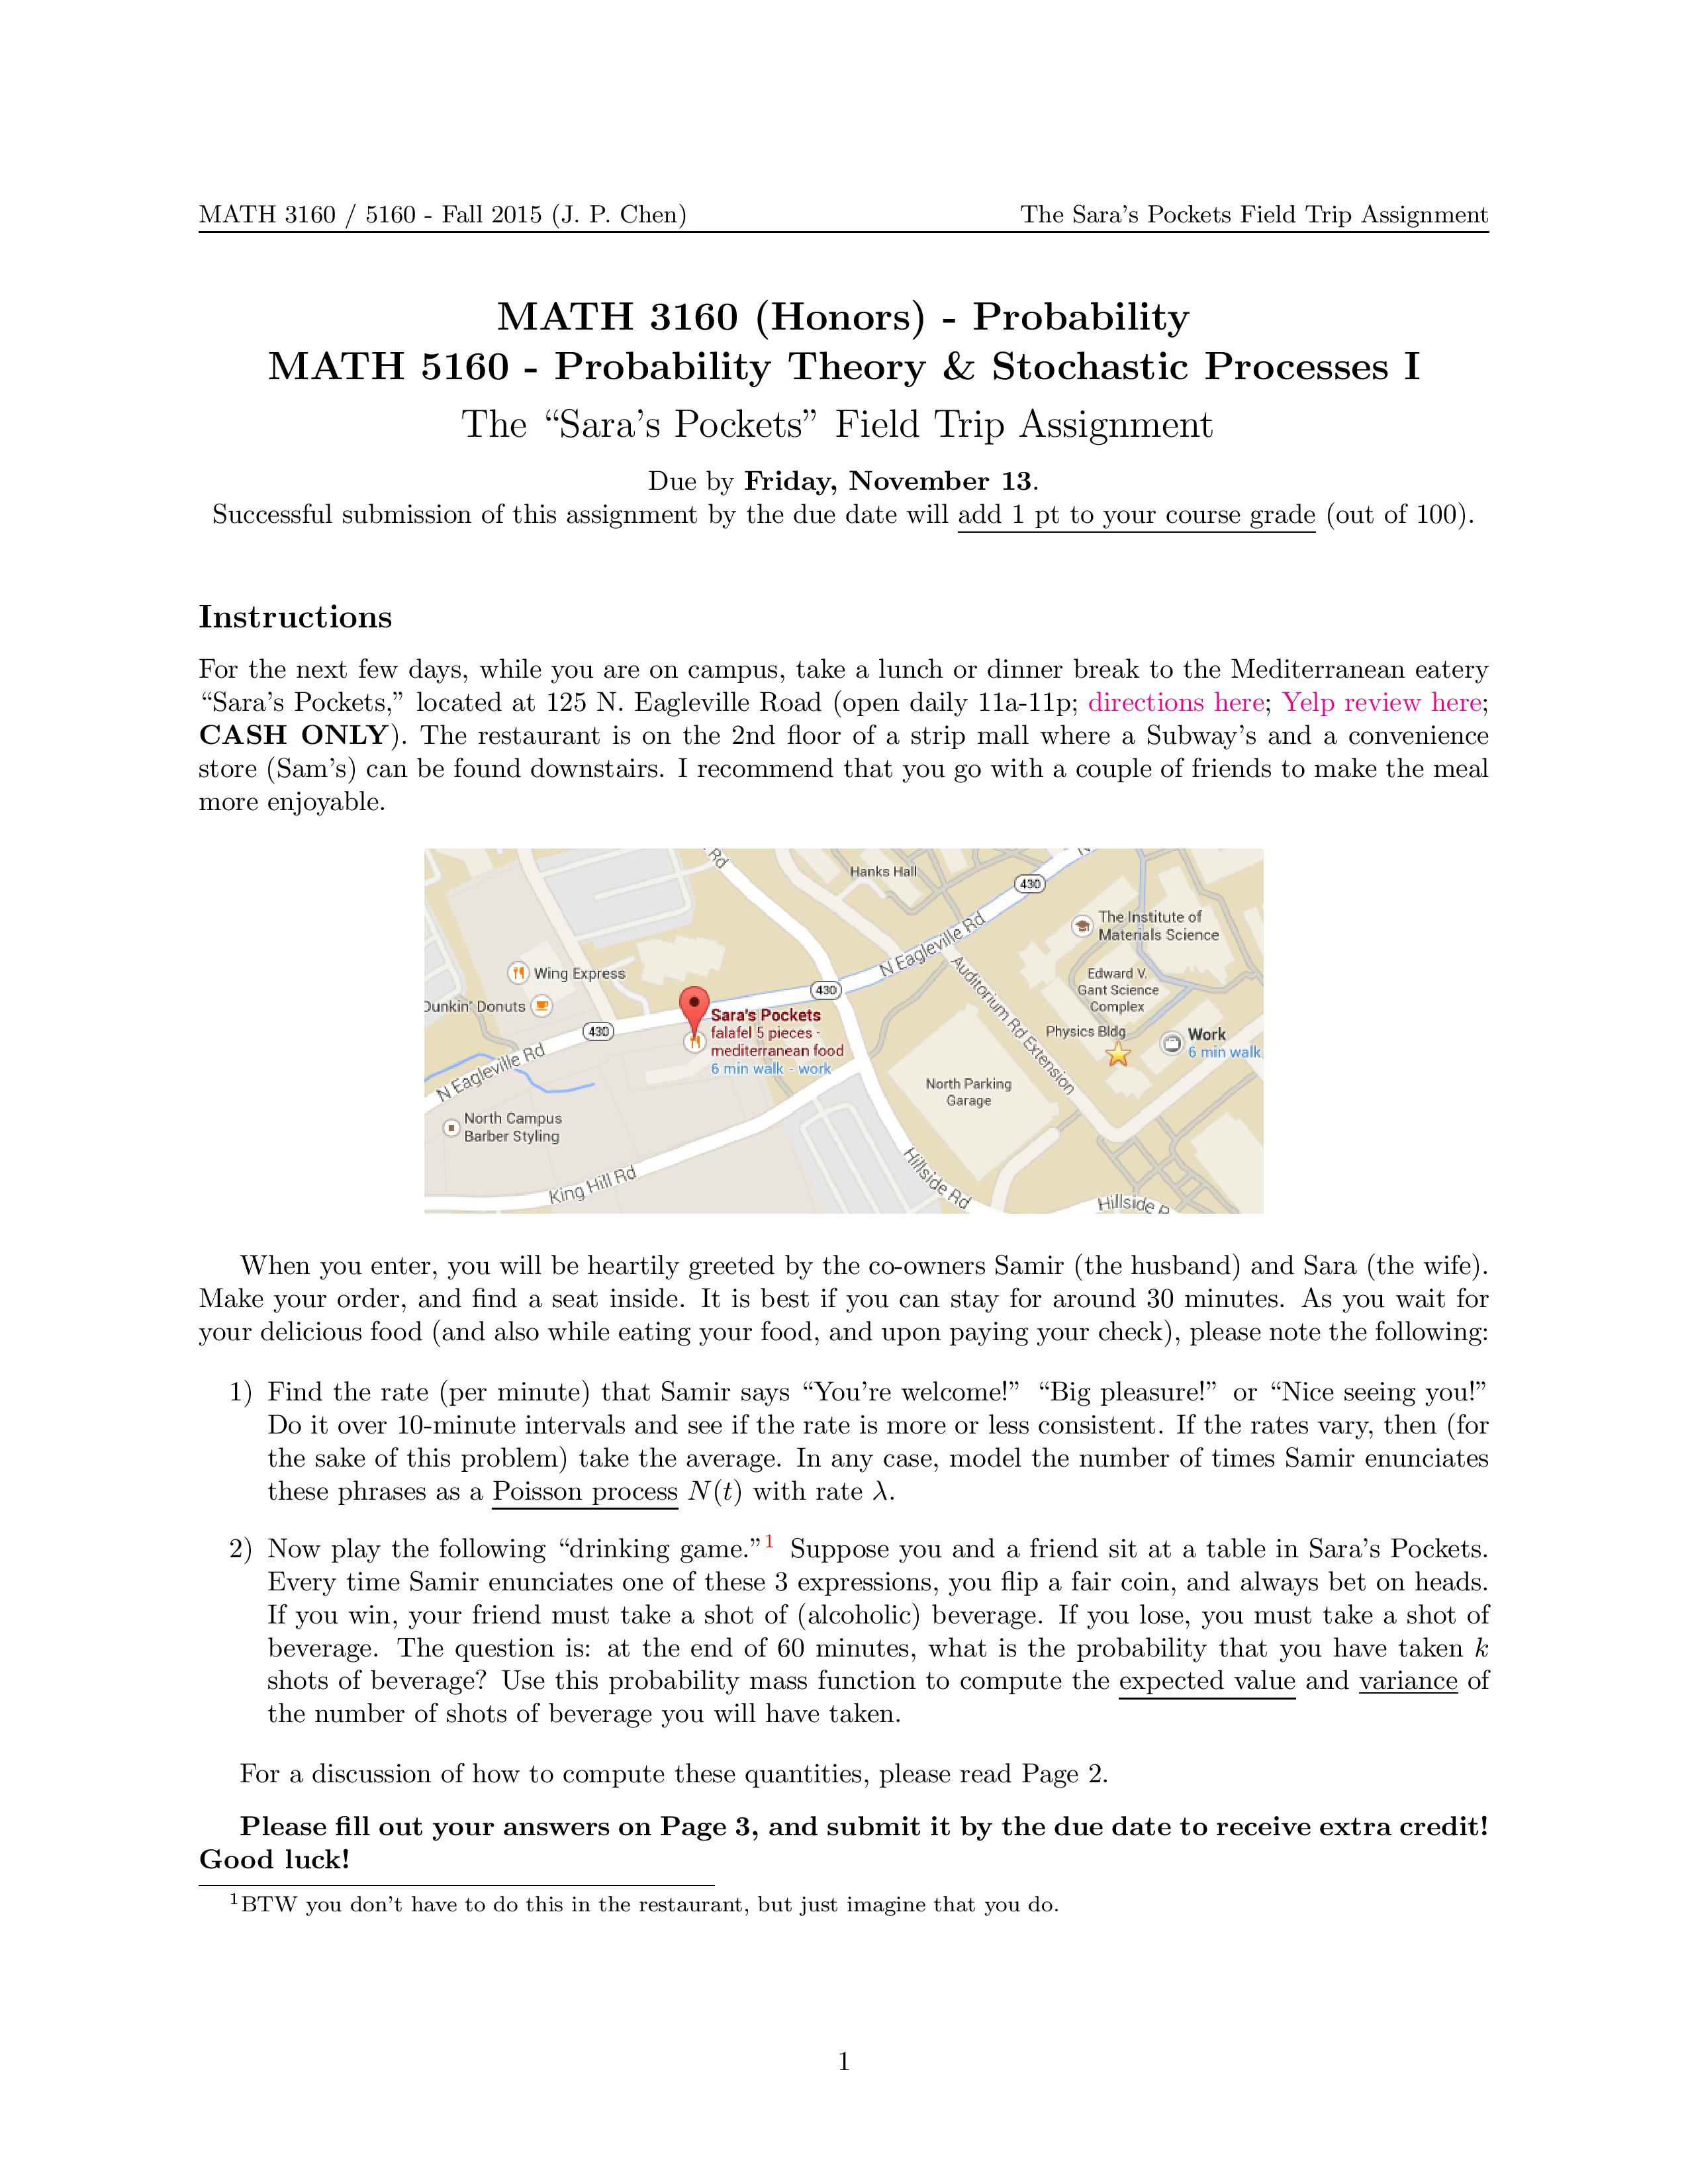 MATH 3160 / 5160 - Fall 2015 (J. P. Chen) The Sara's Pockets Field Trip Assignment
MATH 3160 (Honors) - Probability
MATH 5160 - Probability Theory & Stochastic Processes I
The “Sara's Pockets” Field Trip Assignment
Due by Friday, November 13.
Successful submission of this assignment by the due date will add 1 pt to your course grade (out of 100).
Instructions
For the next few days, while you are on campus, take a lunch or dinner break to the Mediterranean eatery
“Sara's Pockets,” located at 125 N. Eagleville Road (open daily 11a-11p; directions here; Yelp review here;
CASH ONLY). The restaurant is on the 2nd floor of a strip mall where a Subway's and a convenience
store (Sam's) can be found downstairs. I recommend that you go with a couple of friends to make the meal
more enjoyable.
Rd
Hanks Hall
430
The Institute of
Materials Science
N Eagleville Rd
Wing Express
Edward V.
Gant Science
Complex
Auditorium Rd Extension
430
Dunkin' Donuts
Sara's Pockets
falafel 5 pieces -
mediterranean food
6 min walk - work
430
Physics Bldg
Work
6 min walk
N Eagleville Rd
North Parking
Garage
North Campus
Barber Styling
King Hill Rd
Hillside Rd
Hillside
When you enter, you will be heartily greeted by the co-owners Samir (the husband) and Sara (the wife).
Make your order, and find a seat inside. It is best if you can stay for around 30 minutes. As you wait for
your delicious food (and also while eating your food, and upon paying your check), please note the following:
1) Find the rate (per minute) that Samir says “You're welcome!” “Big pleasure!” or “Nice seeing you!”
Do it over 10-minute intervals and see if the rate is more or less consistent. If the rates vary, then (for
the sake of this problem) take the average. In any case, model the number of times Samir enunciates
these phrases as a Poisson process N(t) with rate λ.
2) Now play the following “drinking game.”1 Suppose you and a friend sit at a table in Sara's Pockets.
Every time Samir enunciates one of these 3 expressions, you flip a fair coin, and always bet on heads.
If you win, your friend must take a shot of (alcoholic) beverage. If you lose, you must take a shot of
beverage. The question is: at the end of 60 minutes, what is the probability that you have taken k
shots of beverage? Use this probability mass function to compute the expected value and variance of
the number of shots of beverage you will have taken.
For a discussion of how to compute these quantities, please read Page 2.
Please fill out your answers on Page 3, and submit it by the due date to receive extra credit!
Good luck!
1BTW you don't have to do this in the restaurant, but just imagine that you do.
1